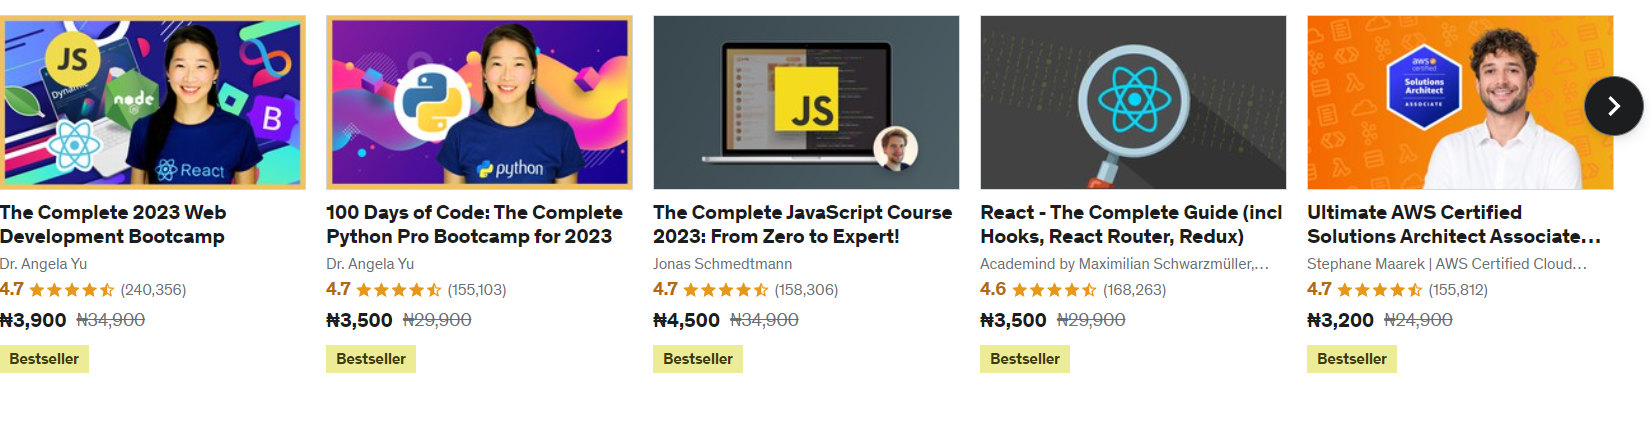 JS
Dynamic
node
JS
B
React
python
JS
aws
certified
Solutions
Architect
ASSOCIATE
The Complete 2023 Web
Development Bootcamp
Dr. Angela Yu
4.7 (240,356)
₦3,900 ₦34,900
Bestseller
100 Days of Code: The Complete
Python Pro Bootcamp for 2023
Dr. Angela Yu
4.7 (155,103)
₦3,500 ₦29,900
Bestseller
The Complete JavaScript Course
2023: From Zero to Expert!
Jonas Schmedtmann
4.7 (158,306)
₦4,500 ₦34,900
Bestseller
React - The Complete Guide (incl
Hooks, React Router, Redux)
Academind by Maximilian Schwarzmüller,...
4.6 (168,263)
₦3,500 ₦29,900
Bestseller
Ultimate AWS Certified
Solutions Architect Associate...
Stephane Maarek | AWS Certified Cloud...
4.7 (155,812)
₦3,200 ₦24,900
Bestseller